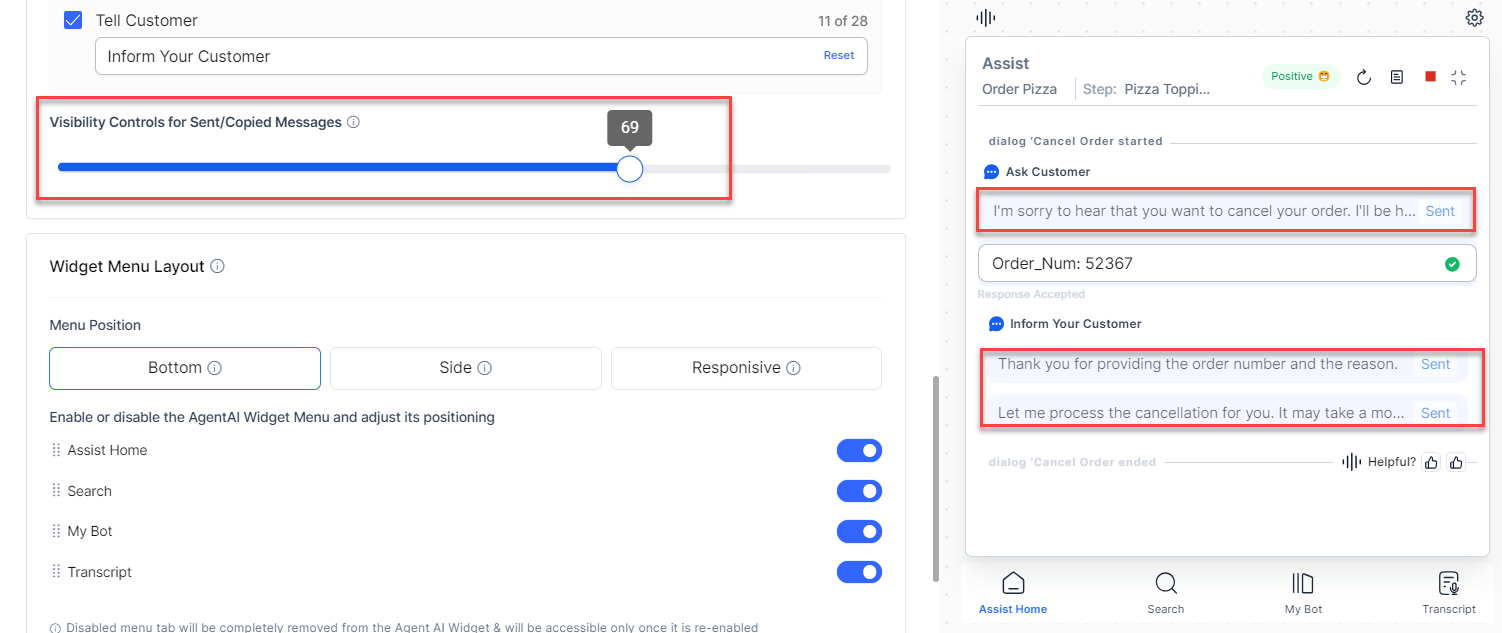 Tell Customer
11 of 28
Inform Your Customer
Reset
Visibility Controls for Sent/Copied Messages
69
Widget Menu Layout
Menu Position
Bottom
Side
Responisive
Enable or disable the AgentAI Widget Menu and adjust its positioning
Assist Home
Search
My Bot
Transcript
Disabled menu tab will be completely removed from the Agent AI Widget & will be accessible only once it is re-enabled
Assist
Positive
Order Pizza
Step: Pizza Toppi...
dialog 'Cancel Order started
Ask Customer
I'm sorry to hear that you want to cancel your order. I'll be h... Sent
Order_Num: 52367
Response Accepted
Inform Your Customer
Thank you for providing the order number and the reason. Sent
Let me process the cancellation for you. It may take a mo... Sent
dialog 'Cancel Order ended
Helpful?
Assist Home
Search
My Bot
Transcript